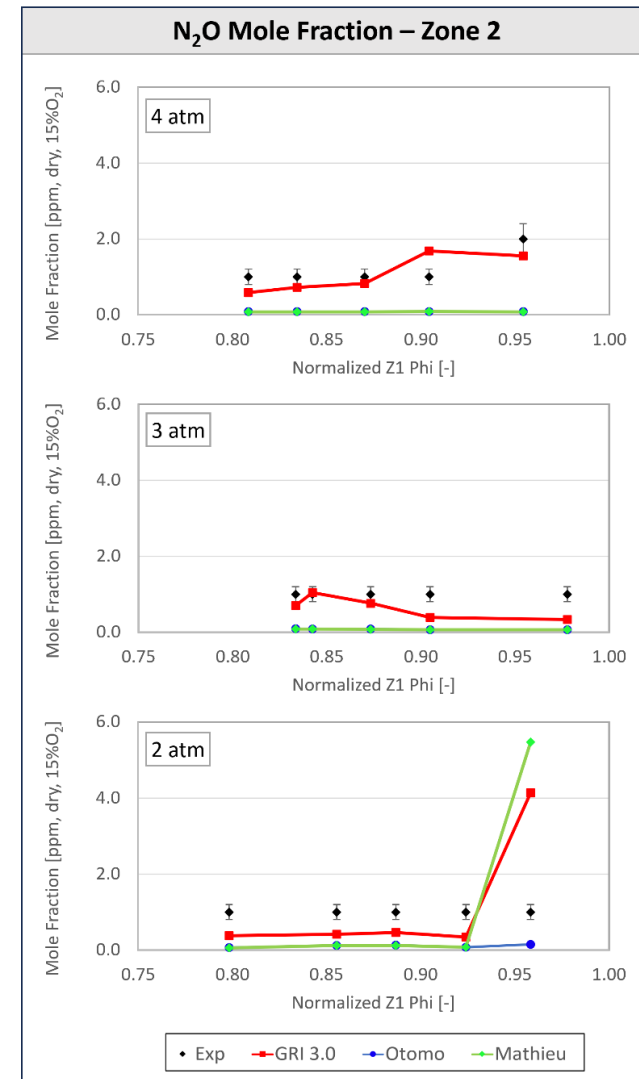 N₂O Mole Fraction – Zone 2
Mole Fraction [ppm, dry, 15%O₂]
6.0
4.0
2.0
0.0
4 atm
0.75 0.80 0.85 0.90 0.95 1.00
Normalized Z1 Phi [-]
Mole Fraction [ppm, dry, 15%O₂]
6.0
4.0
2.0
0.0
3 atm
0.75 0.80 0.85 0.90 0.95 1.00
Normalized Z1 Phi [-]
Mole Fraction [ppm, dry, 15%O₂]
6.0
4.0
2.0
0.0
2 atm
0.75 0.80 0.85 0.90 0.95 1.00
Normalized Z1 Phi [-]
Exp GRI 3.0 Otomo Mathieu